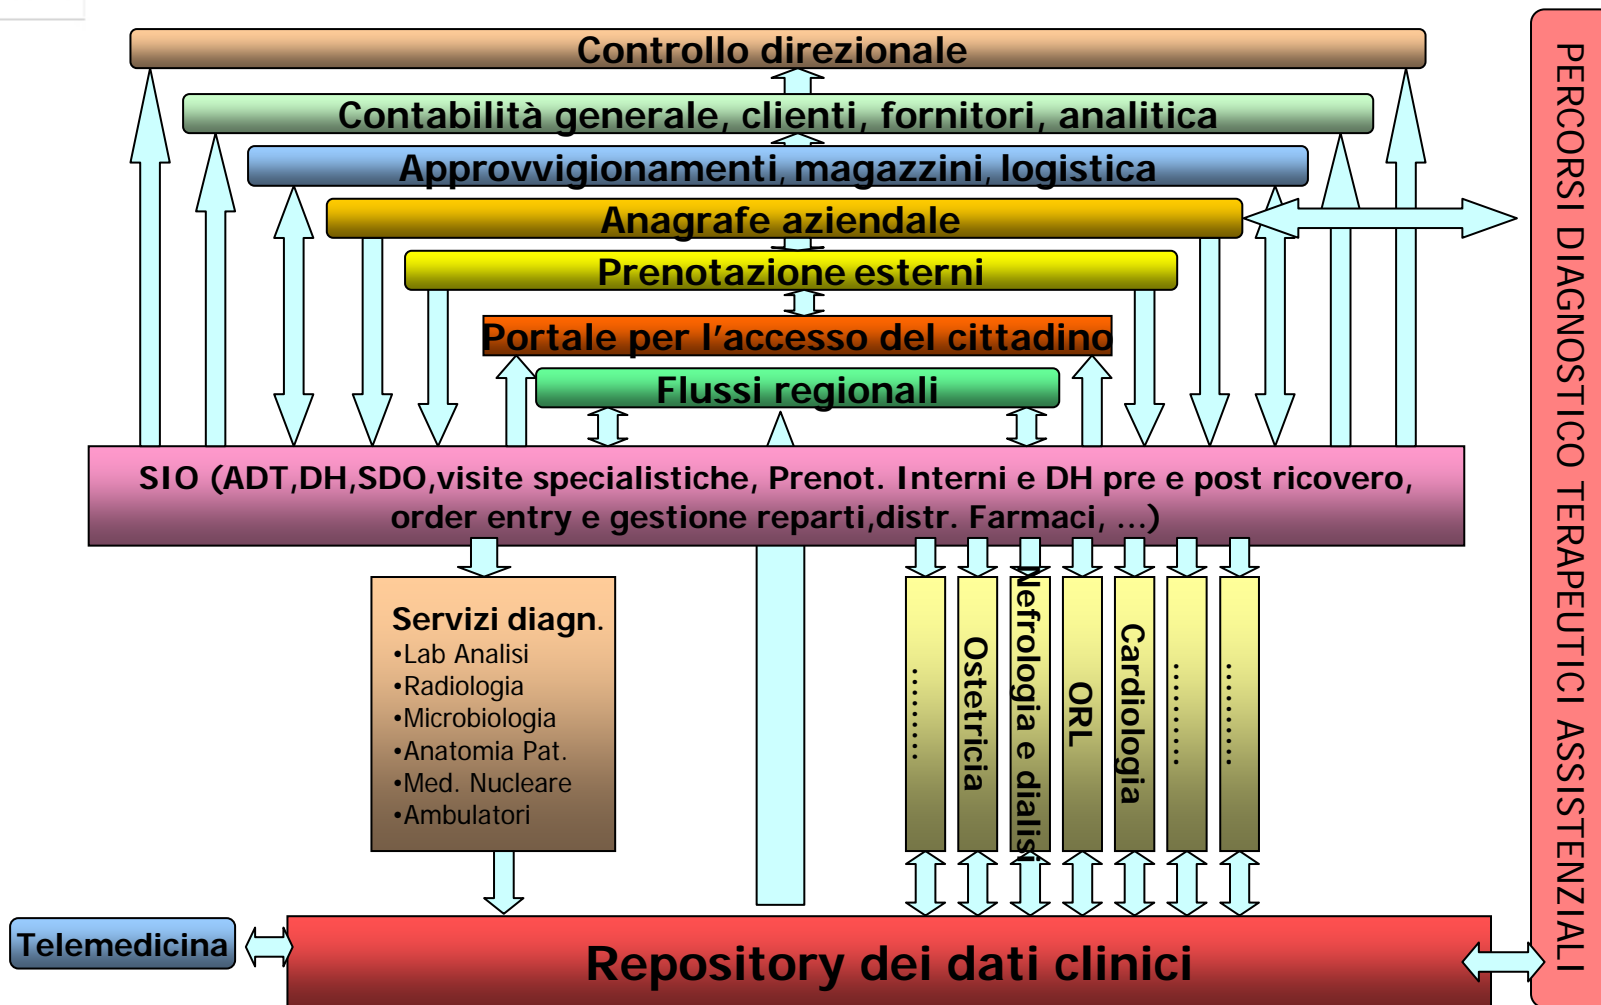 Controllo direzionale
Contabilità generale, clienti, fornitori, analitica
Approvvigionamenti, magazzini, logistica
Anagrafe aziendale
Prenotazione esterni
Portale per l’accesso del cittadino
Flussi regionali
SIO (ADT,DH,SDO,visite specialistiche, Prenot. Interni e DH pre e post ricovero,
order entry e gestione reparti,distr. Farmaci, ...)
Servizi diagn.
•Lab Analisi
•Radiologia
•Microbiologia
•Anatomia Pat.
•Med. Nucleare
•Ambulatori
.........
Ostetricia
Nefrologia e dialisi
ORL
Cardiologia
..........
..........
Telemedicina
Repository dei dati clinici
PERCORSI DIAGNOSTICO TERAPEUTICI ASSISTENZIALI